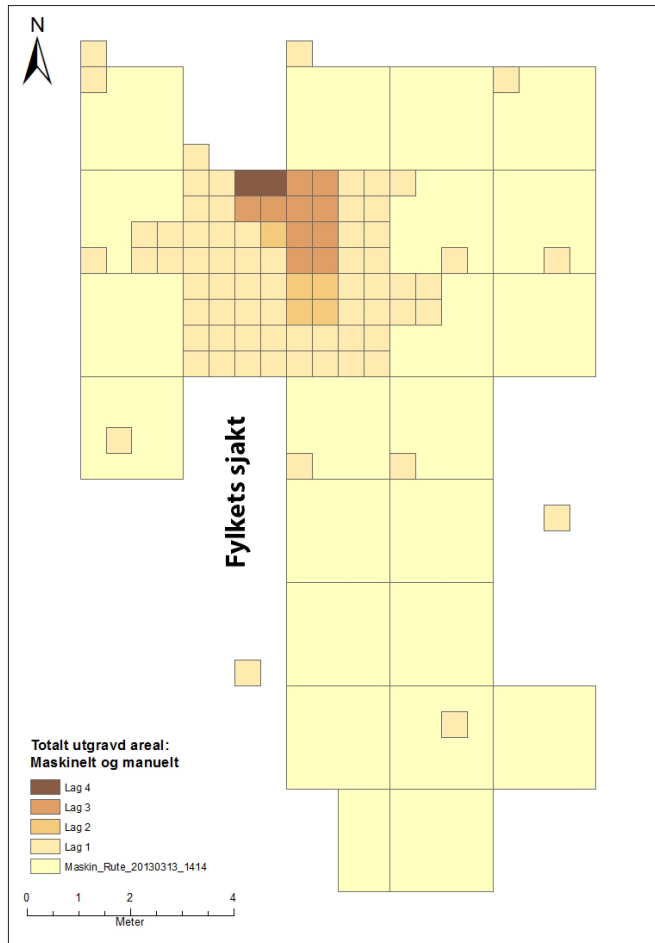 N
Fylkets sjakt
Totalt utgravd areal:
Maskinelt og manuelt
Lag 4
Lag 3
Lag 2
Lag 1
Maskin_Rute_20130313_1414
0 1 2 4
Meter